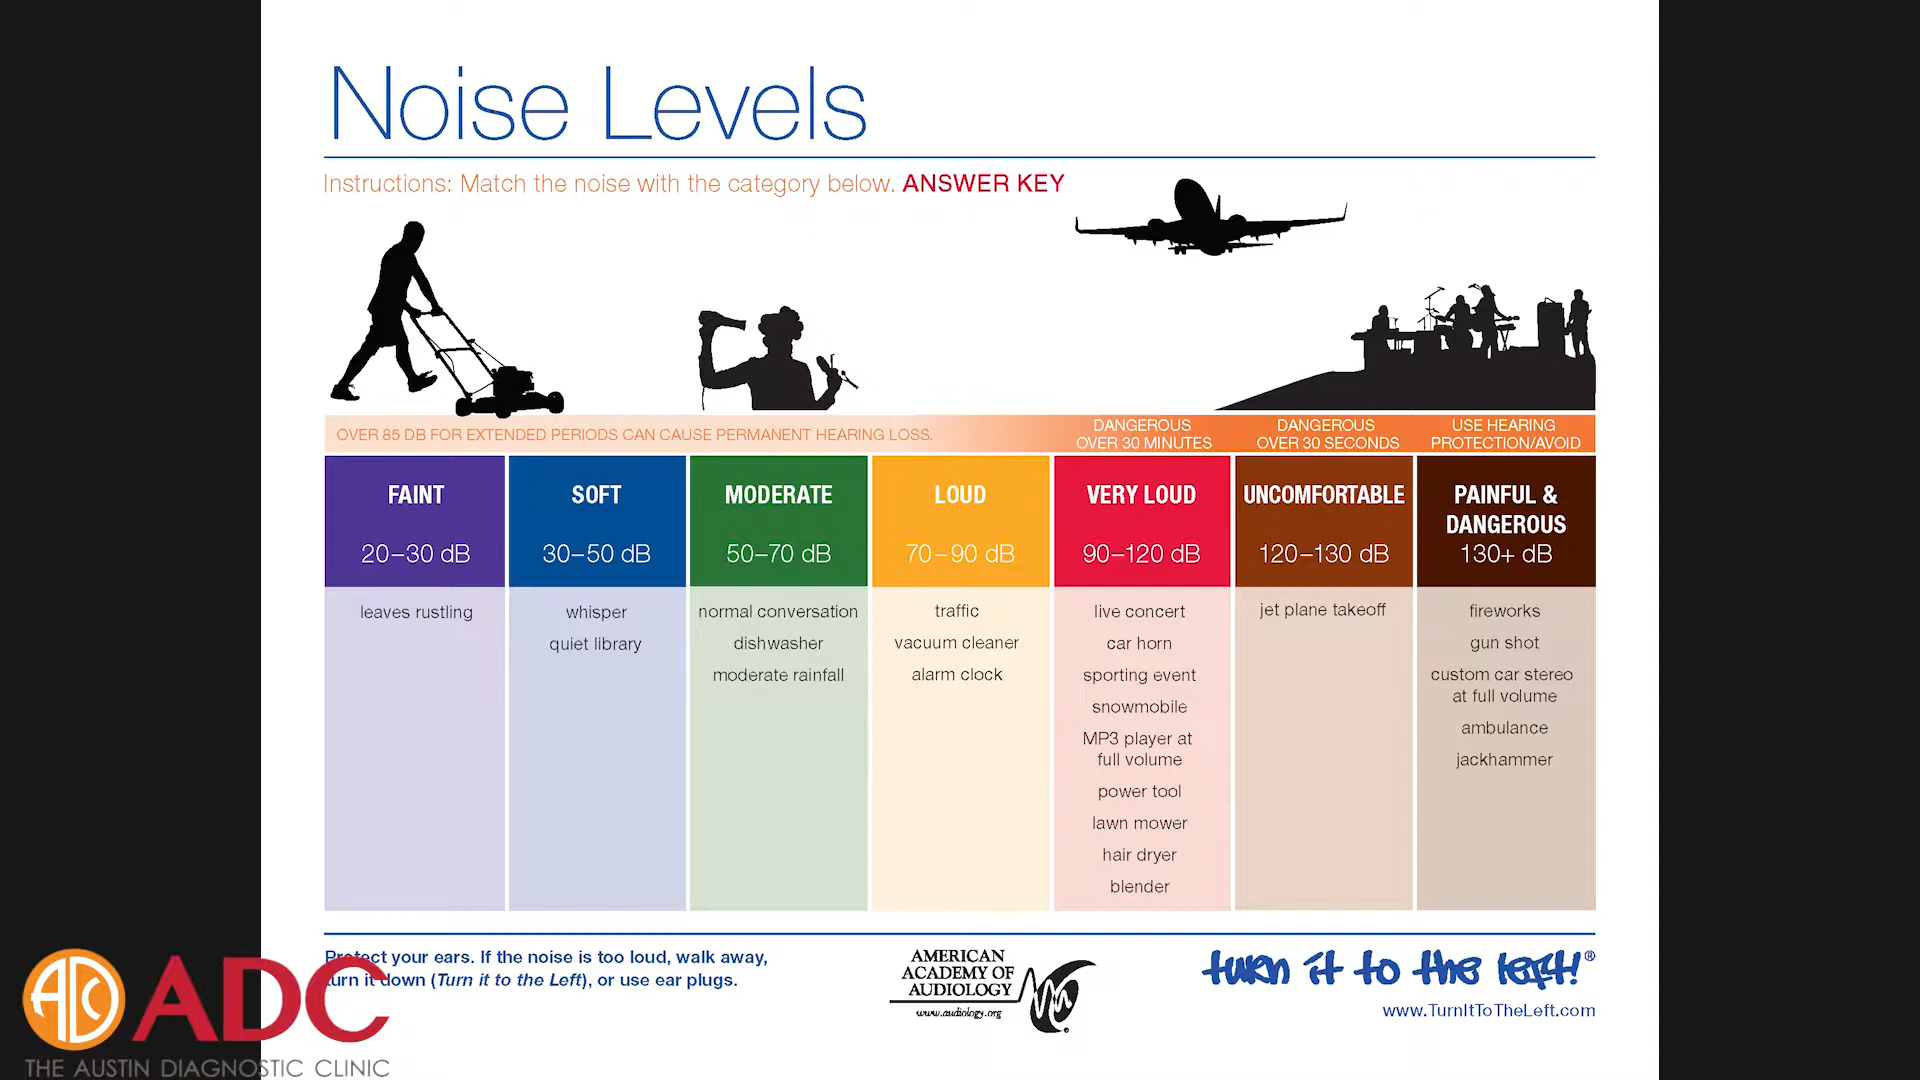 Noise Levels
Instructions: Match the noise with the category below. ANSWER KEY
OVER 85 DB FOR EXTENDED PERIODS CAN CAUSE PERMANENT HEARING LOSS.
DANGEROUS
OVER 30 MINUTES
DANGEROUS
OVER 30 SECONDS
USE HEARING
PROTECTION/AVOID
FAINT
20–30 dB
leaves rustling
SOFT
30–50 dB
whisper
quiet library
MODERATE
50–70 dB
normal conversation
dishwasher
moderate rainfall
LOUD
70–90 dB
traffic
vacuum cleaner
alarm clock
VERY LOUD
90–120 dB
live concert
car horn
sporting event
snowmobile
MP3 player at
full volume
power tool
lawn mower
hair dryer
blender
UNCOMFORTABLE
120–130 dB
jet plane takeoff
PAINFUL &
DANGEROUS
130+ dB
fireworks
gun shot
custom car stereo
at full volume
ambulance
jackhammer
Protect your ears. If the noise is too loud, walk away,
turn it down (Turn it to the Left), or use ear plugs.
AMERICAN
ACADEMY OF
AUDIOLOGY
www.audiology.org
turn it to the left!®
www.TurnItToTheLeft.com
ADC ADC
THE AUSTIN DIAGNOSTIC CLINIC